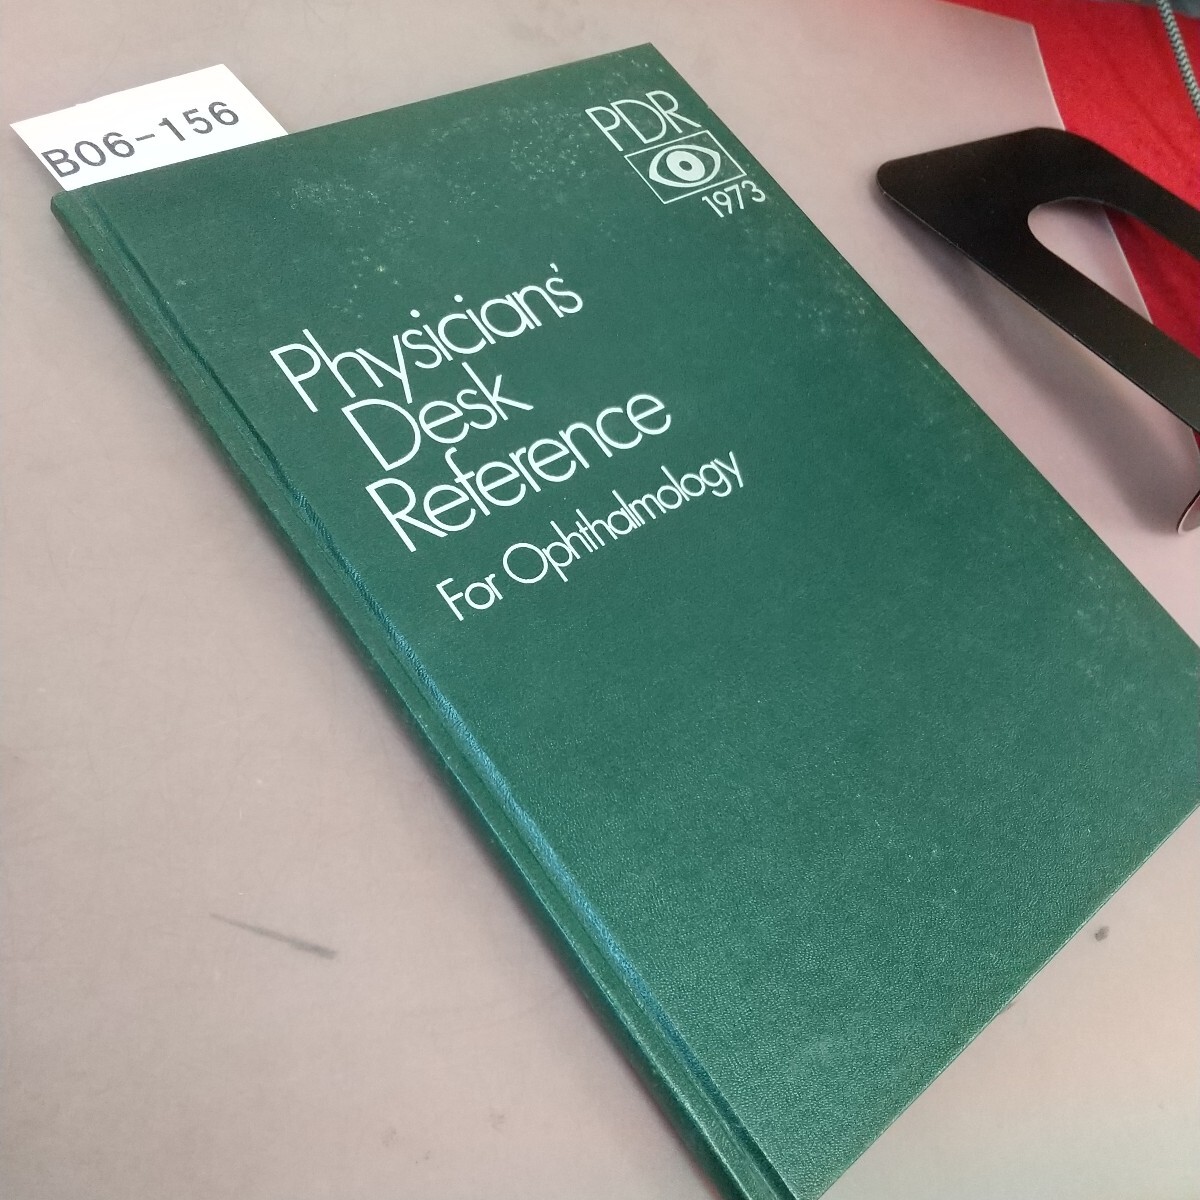 B06-156
PDR
1973
Physicians'
Desk
Reference
For Ophthalmology